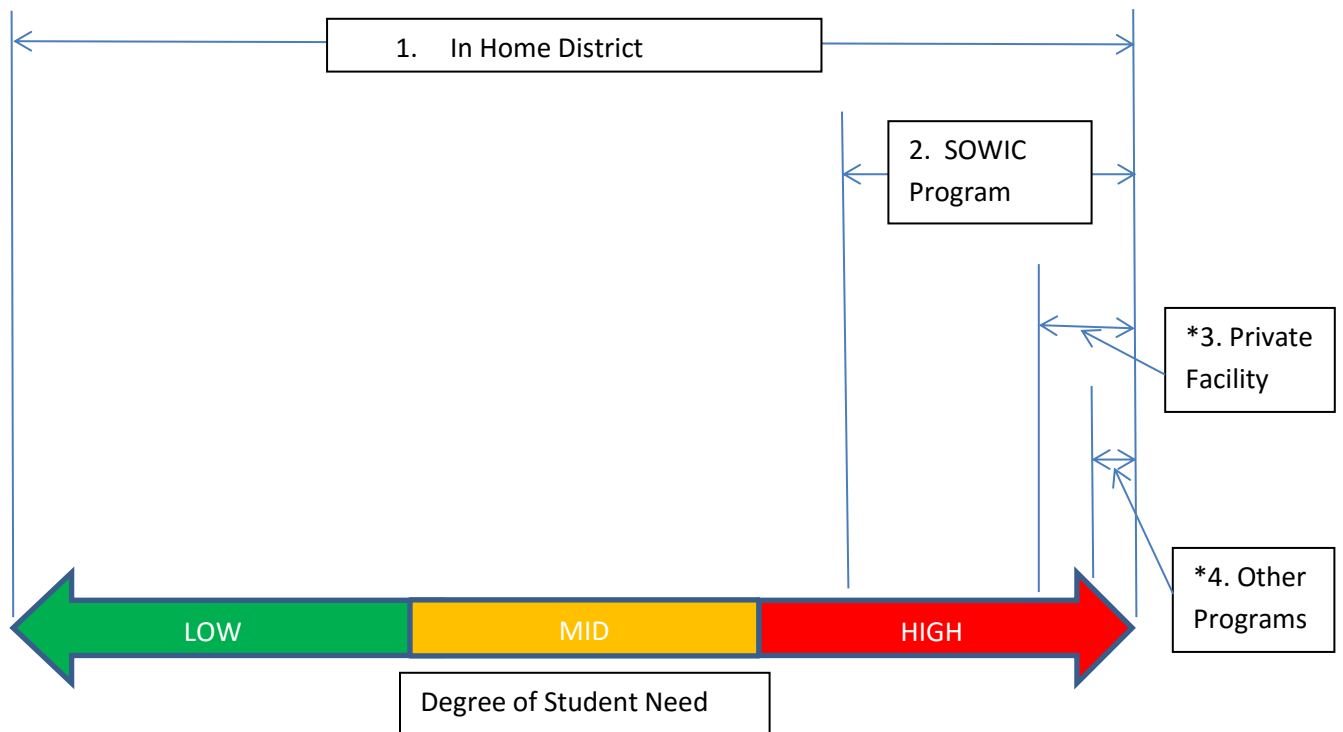 1. In Home District
2. SOWIC
Program
*3. Private
Facility
*4. Other
Programs
LOW MID HIGH
Degree of Student Need